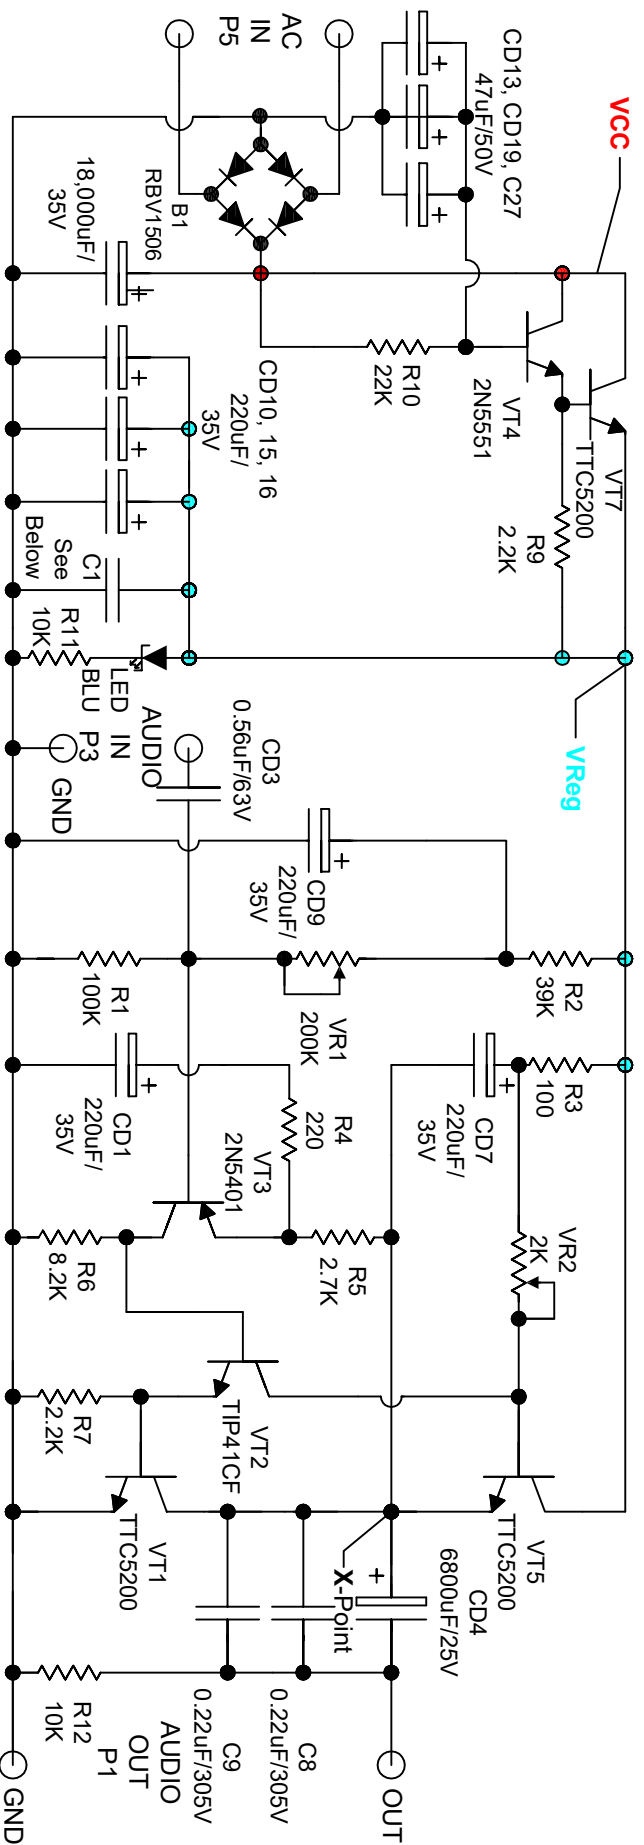 AC
IN
P5
CD13, CD19, C27
47uF/50V
VCC
B1
RBV1506
18,000uF/
35V
R10
22K
VT4
2N5551
VT7
TTC5200
R9
2.2K
CD10, 15, 16
220uF/
35V
C1
See
Below
R11
10K
LED
BLU
VReg
AUDIO
IN
P3
GND
CD3
0.56uF/63V
CD9
220uF/
35V
R2
39K
VR1
200K
R1
100K
R3
100
CD7
220uF/
35V
R4
220
CD1
220uF/
35V
VT3
2N5401
VR2
2K
R5
2.7K
R6
8.2K
VT2
TIP41CF
R7
2.2K
VT5
TTC5200
VT1
TTC5200
X-Point
CD4
6800uF/25V
C8
0.22uF/305V
C9
0.22uF/305V
R12
10K
AUDIO
OUT
P1
OUT
GND